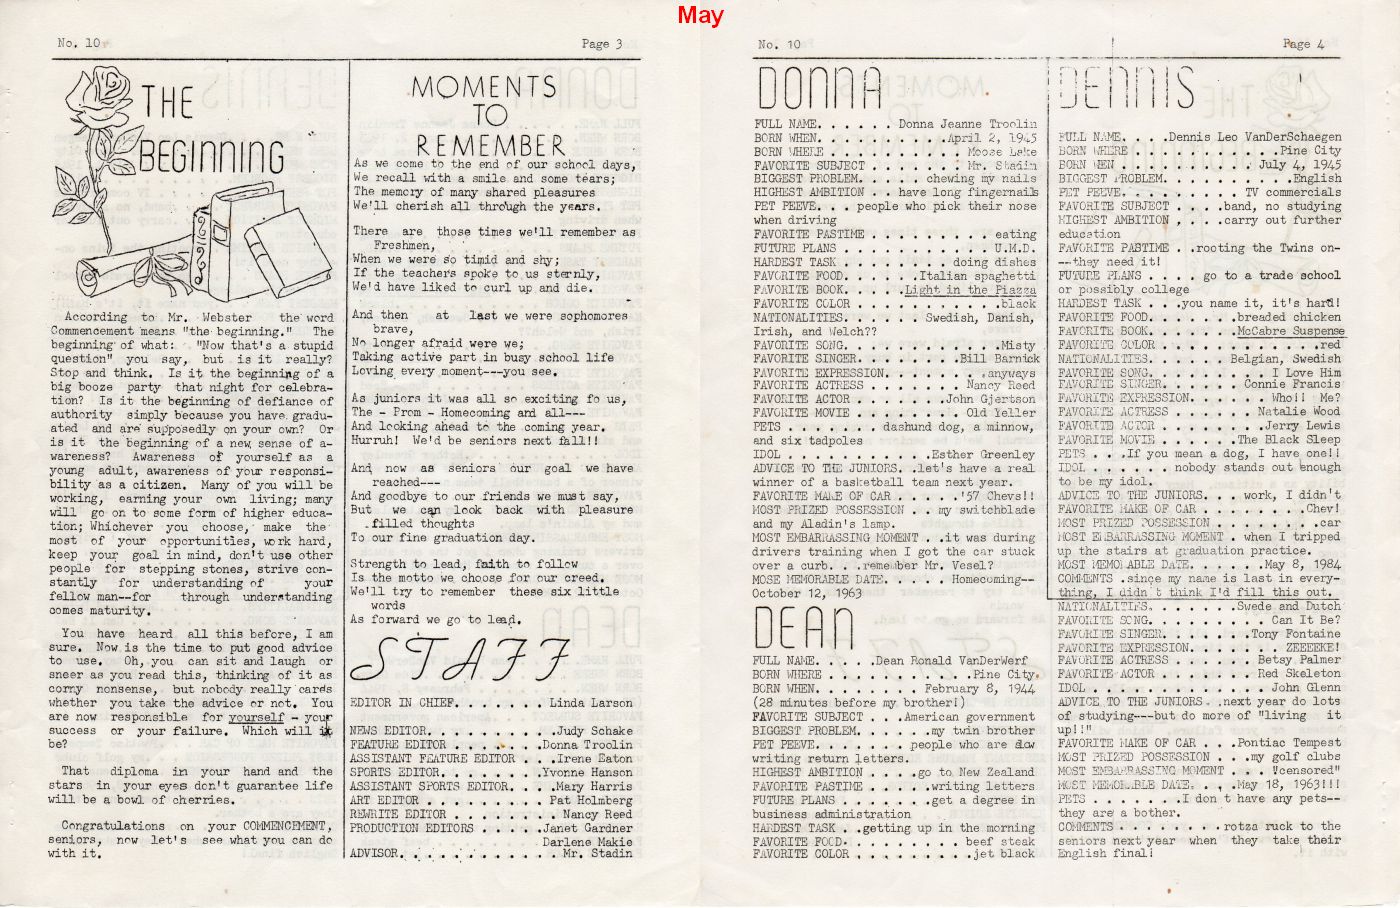 May
No. 10
Page 3
THE
BEGINNING
According to Mr. Webster the word
Commencement means "the beginning." The
beginning of what: "Now that's a stupid
question" you say, but is it really?
Stop and think. Is it the beginning of a
big booze party that night for celebra-
tion? Is it the beginning of defiance of
authority simply because you have gradu-
ated and are supposedly on your own? Or
is it the beginning of a new sense of a-
wareness? Awareness of yourself as a
young adult, awareness of your responsi-
bility as a citizen. Many of you will be
working, earning your own living; many
will go on to some form of higher educa-
tion; Whichever you choose, make the
most of your opportunities, work hard,
keep your goal in mind, don't use other
people for stepping stones, strive con-
stantly for understanding of your
fellow man--for through understanding
comes maturity.
You have heard all this before, I am
sure. Now is the time to put good advice
to use. Oh, you can sit and laugh or
sneer as you read this, thinking of it as
corny nonsense, but nobody really cards
whether you take the advice or not. You
are now responsible for yourself - your
success or your failure. Which will it
be?
That diploma in your hand and the
stars in your eyes don't guarantee life
will be a bowl of cherries.
Congratulations on your COMMENCEMENT,
seniors, now let's see what you can do
with it.
MOMENTS
TO
REMEMBER
As we come to the end of our school days,
We recall with a smile and some tears;
The memory of many shared pleasures
We'll cherish all through the years.
There are those times we'll remember as
Freshmen,
When we were so timid and shy;
If the teachers spoke to us sternly,
We'd have liked to curl up and die.
And then at last we were sophomores
brave,
No longer afraid were we;
Taking active part in busy school life
Loving every moment---you see.
As juniors it was all so exciting fo us,
The - Prom - Homecoming and all---
And looking ahead to the coming year.
Hurruh! We'd be seniors next fall!!
And now as seniors our goal we have
reached---
And goodbye to our friends we must say,
But we can look back with pleasure
filled thoughts
To our fine graduation day.
Strength to lead, faith to follow
Is the motto we choose for our creed.
We'll try to remember these six little
words
As forward we go to lead.
STAFF
EDITOR IN CHIEF. . . . . . . . Linda Larson
NEWS EDITOR. . . . . . . . . .Judy Schake
FEATURE EDITOR . . . . . . .Donna Troolin
ASSISTANT FEATURE EDITOR . . .Irene Eaton
SPORTS EDITOR. . . . . . . .Yvonne Hanson
ASSISTANT SPORTS EDITOR. . . .Mary Harris
ART EDITOR . . . . . . . . . Pat Holmberg
REWRITE EDITOR . . . . . . . . Nancy Reed
PRODUCTION EDITORS . . . . .Janet Gardner
Darlene Makie
ADVISOR. . . . . . . . . . . . Mr. Stadin
No. 10
Page 4
DONNA
FULL NAME. . . . . . Donna Jeanne Troolin
BORN WHEN. . . . . . . . . .April 2, 1945
BORN WHERE . . . . . . . . . . Moose Lake
FAVORITE SUBJECT . . . . . . . Mr. Stadin
BIGGEST PROBLEM. . . . . chewing my nails
HIGHEST AMBITION . . have long fingernails
PET PEEVE. . . people who pick their nose
when driving
FAVORITE PASTIME . . . . . . . . . eating
FUTURE PLANS . . . . . . . . . . . U.M.D.
HARDEST TASK . . . . . . . . doing dishes
FAVORITE FOOD. . . . . .Italian spaghetti
FAVORITE BOOK. . . . .Light in the Piazza
FAVORITE COLOR . . . . . . . . . . .black
NATIONALITIES. . . . . . Swedish, Danish,
Irish, and Welch??
FAVORITE SONG. . . . . . . . . . . Misty
FAVORITE SINGER. . . . . . . Bill Barnick
FAVORITE EXPRESSION. . . . . . . .anyways
FAVORITE ACTRESS . . . . . . . Nancy Reed
FAVORITE ACTOR . . . . . . .John Gjertson
FAVORITE MOVIE . . . . . . . . Old Yeller
PETS . . . . . . . . dashund dog, a minnow,
and six tadpoles
IDOL . . . . . . . . . . .Esther Greenley
ADVICE TO THE JUNIORS. .let's have a real
winner of a basketball team next year.
FAVORITE MAKE OF CAR . . . . .'57 Chevs!!
MOST PRIZED POSSESSION . . my switchblade
and my Aladin's lamp.
MOST EMBARRASSING MOMENT . .it was during
drivers training when I got the car stuck
over a curb. . . .remember Mr. Vesel?
MOSE MEMORABLE DATE. . . . . Homecoming--
October 12, 1963
DEAN
FULL NAME. . . . .Dean Ronald VanDerWerf
BORN WHERE . . . . . . . . . . .Pine City.
BORN WHEN. . . . . . . . February 8, 1944
(28 minutes before my brother!)
FAVORITE SUBJECT . . .American government
BIGGEST PROBLEM. . . . . .my twin brother
PET PEEVE. . . . . . people who are slow
writing return letters.
HIGHEST AMBITION . . . .go to New Zealand
FAVORITE PASTIME . . . . .writing letters
FUTURE PLANS . . . . . .get a degree in
business administration
HARDEST TASK . .getting up in the morning
FAVORITE FOOD. . . . . . . . . beef steak
FAVORITE COLOR . . . . . . . . .jet black
DENNIS
FULL NAME. . . . .Dennis Leo VanDerSchaegen
BORN WHERE . . . . . . . . . . .Pine City
BORN WHEN . . . . . . . . . .July 4, 1945
BIGGEST PROBLEM. . . . . . . . . .English
PET PEEVE. . . . . . . . . TV commercials
FAVORITE SUBJECT . . . . band, no studying
HIGHEST AMBITION , . . .carry out further
education
FAVORITE PASTIME . .rooting the Twins on-
--they need it!
FUTURE PLANS . . . . go to a trade school
or possibly college
HARDEST TASK . . .you name it, it's hard!
FAVORITE FOOD. . . . . . .breaded chicken
FAVORITE BOOK. . . . . . .McCabre Suspense
FAVORITE COLOR . . . . . . . . . . . .red
NATIONALITIES. . . . . . Belgian, Swedish
FAVORITE SONG. . . . . . . . . I Love Him
FAVORITE SINGER. . . . . . Connie Francis
FAVORITE EXPRESSION. . . . . . Who!! Me?
FAVORITE ACTRESS . . . . . . Natalie Wood
FAVORITE ACTOR . . . . . . . .Jerry Lewis
FAVORITE MOVIE . . . . . .The Black Sleep
PETS . . . .If you mean a dog, I have one!!
IDOL . . . . . . nobody stands out enough
to be my idol.
ADVICE TO THE JUNIORS. . . work, I didn't
FAVORITE MAKE OF CAR . . . . . . . .Chev!
MOST PRIZED POSSESSION . . . . . . . .car
MOST EMBARRASSING MOMENT . when I tripped
up the stairs at graduation practice.
MOST MEMORABLE DATE. . . . . .May 8, 1984
COMMENTS .since my name is last in every-
thing, I didn't think I'd fill this out.
NATIONALITIES. . . . . . .Swede and Dutch
FAVORITE SONG. . . . . . . . . Can It Be?
FAVORITE SINGER. . . . . . .Tony Fontaine
FAVORITE EXPRESSION. . . . . . . ZEEEEKE!
FAVORITE ACTRESS . . . . . . Betsy Palmer
FAVORITE ACTOR . . . . . . . Red Skeleton
IDOL . . . . . . . . . . . . . John Glenn
ADVICE TO THE JUNIORS . .next year do lots
of studying---but do more of "living it
up!!"
FAVORITE MAKE OF CAR . . .Pontiac Tempest
MOST PRIZED POSSESSION . . .my golf clubs
MOST EMBARRASSING MOMENT . . . "censored"
MOST MEMORABLE DATE. . . .May 18, 1963!!!
PETS . . . . . . . .I don t have any pets--
they are a bother.
COMMENTS . . . . . . . . rotza ruck to the
seniors next year when they take their
English final!